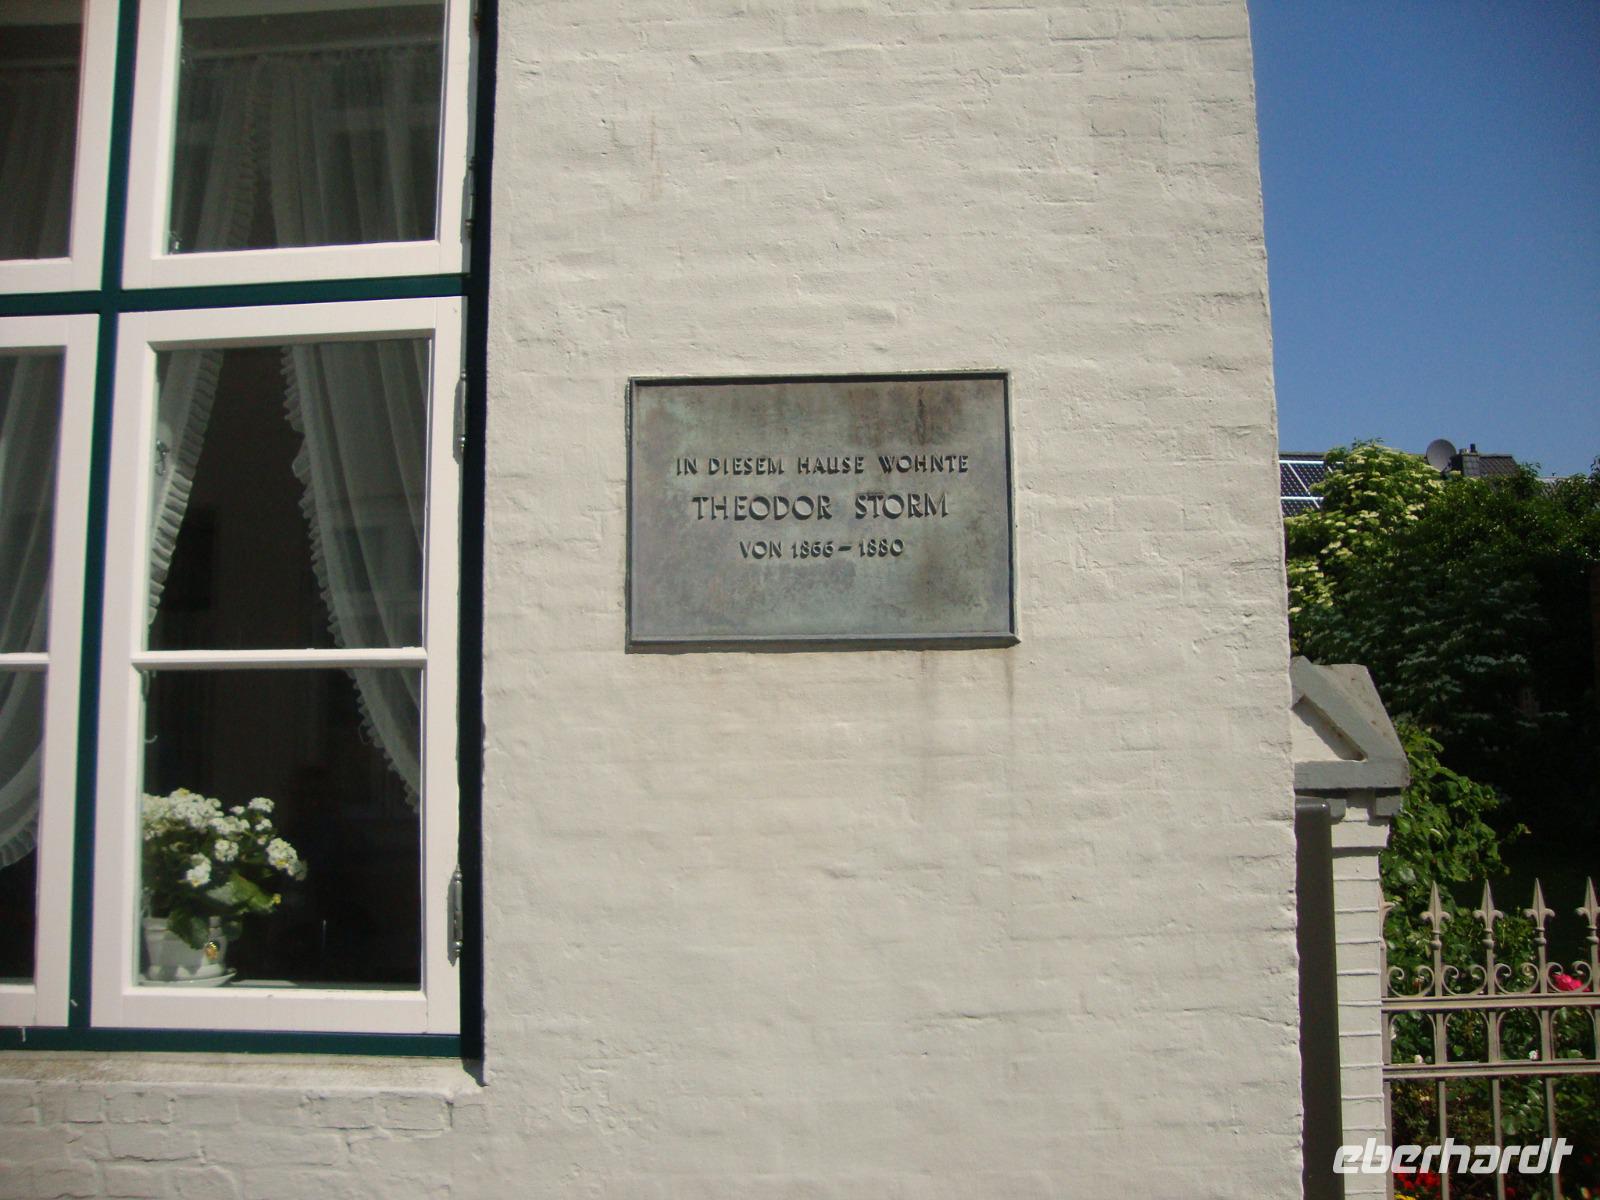 IN DIESEM HAUSE WOHNTE
THEODOR STORM
VON 1866 – 1880
eberhardt